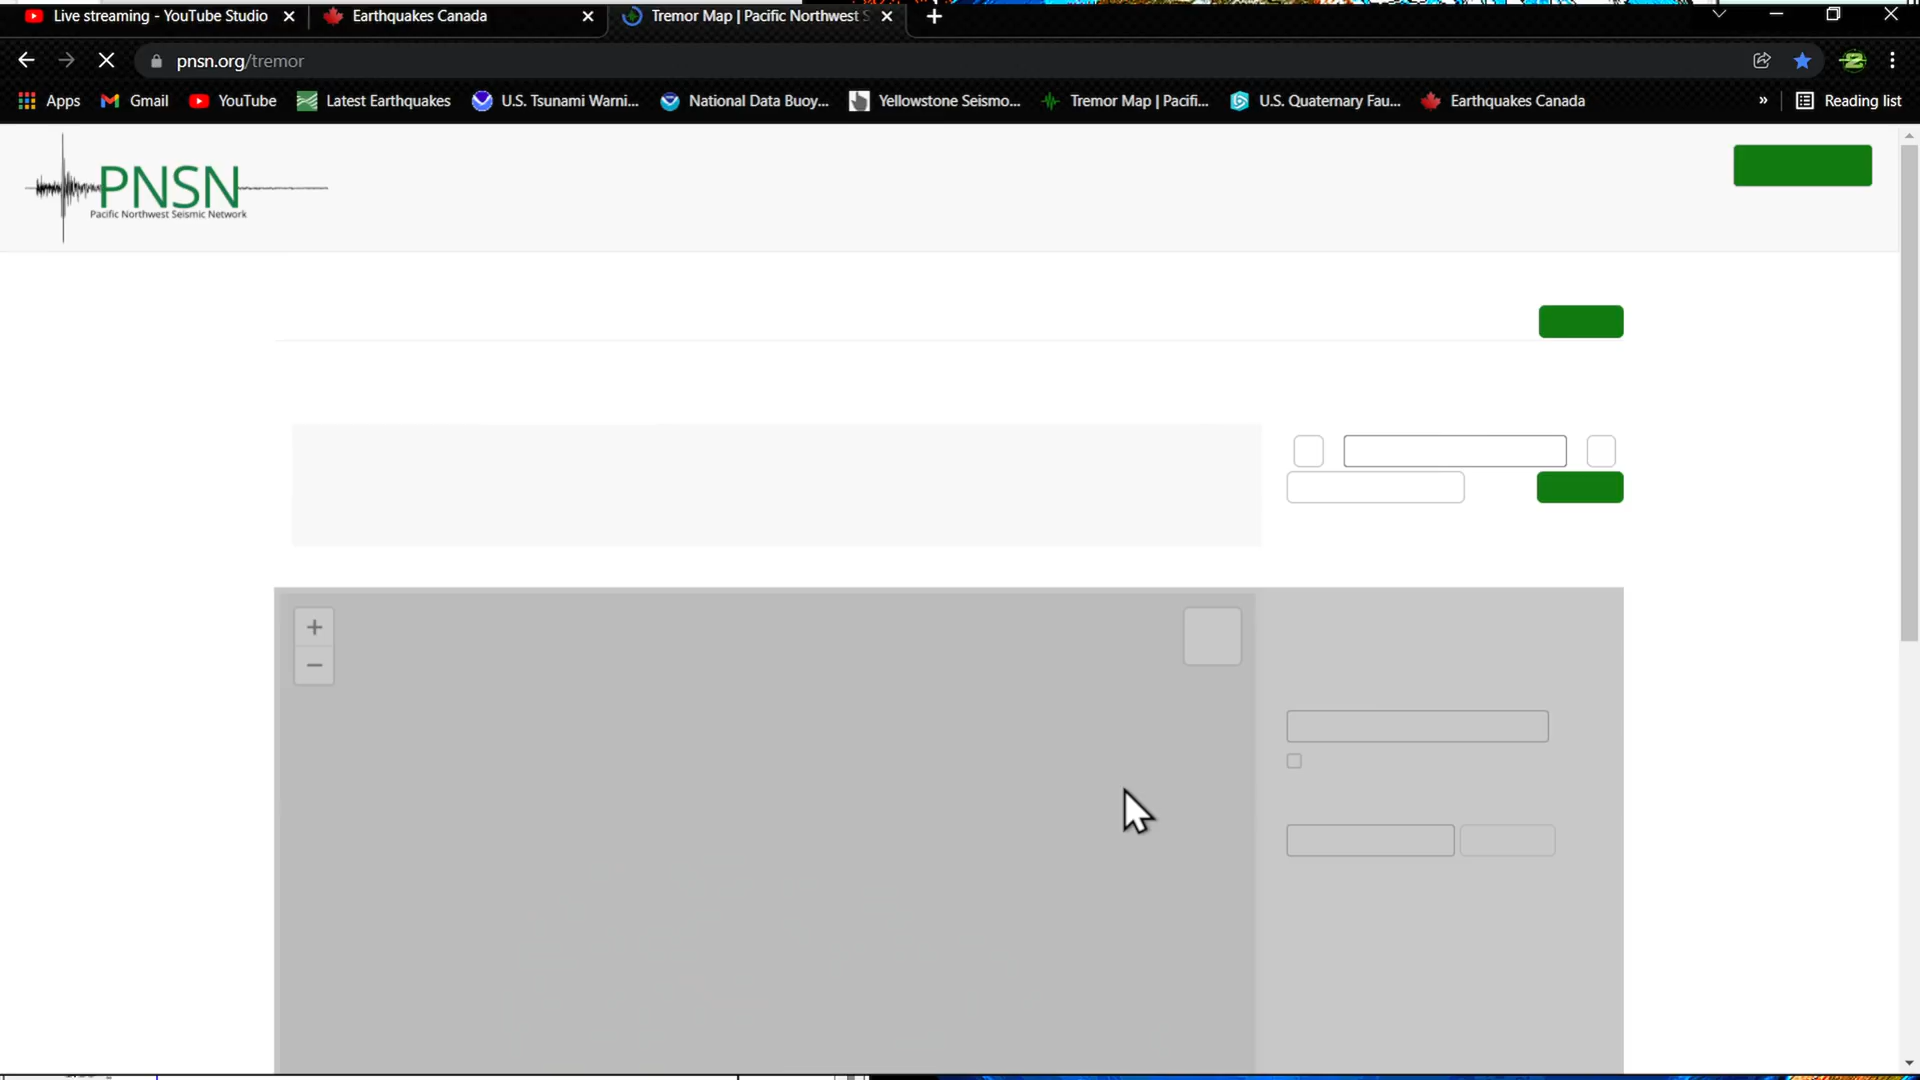 Live streaming - YouTube Studio
Earthquakes Canada
Tremor Map | Pacific Northwest S
pnsn.org/tremor
Apps
Gmail
YouTube
Latest Earthquakes
U.S. Tsunami Warni...
National Data Buoy...
Yellowstone Seismo...
Tremor Map | Pacifi...
U.S. Quaternary Fau...
Earthquakes Canada
»
Reading list
PNSN
Pacific Northwest Seismic Network
+
−